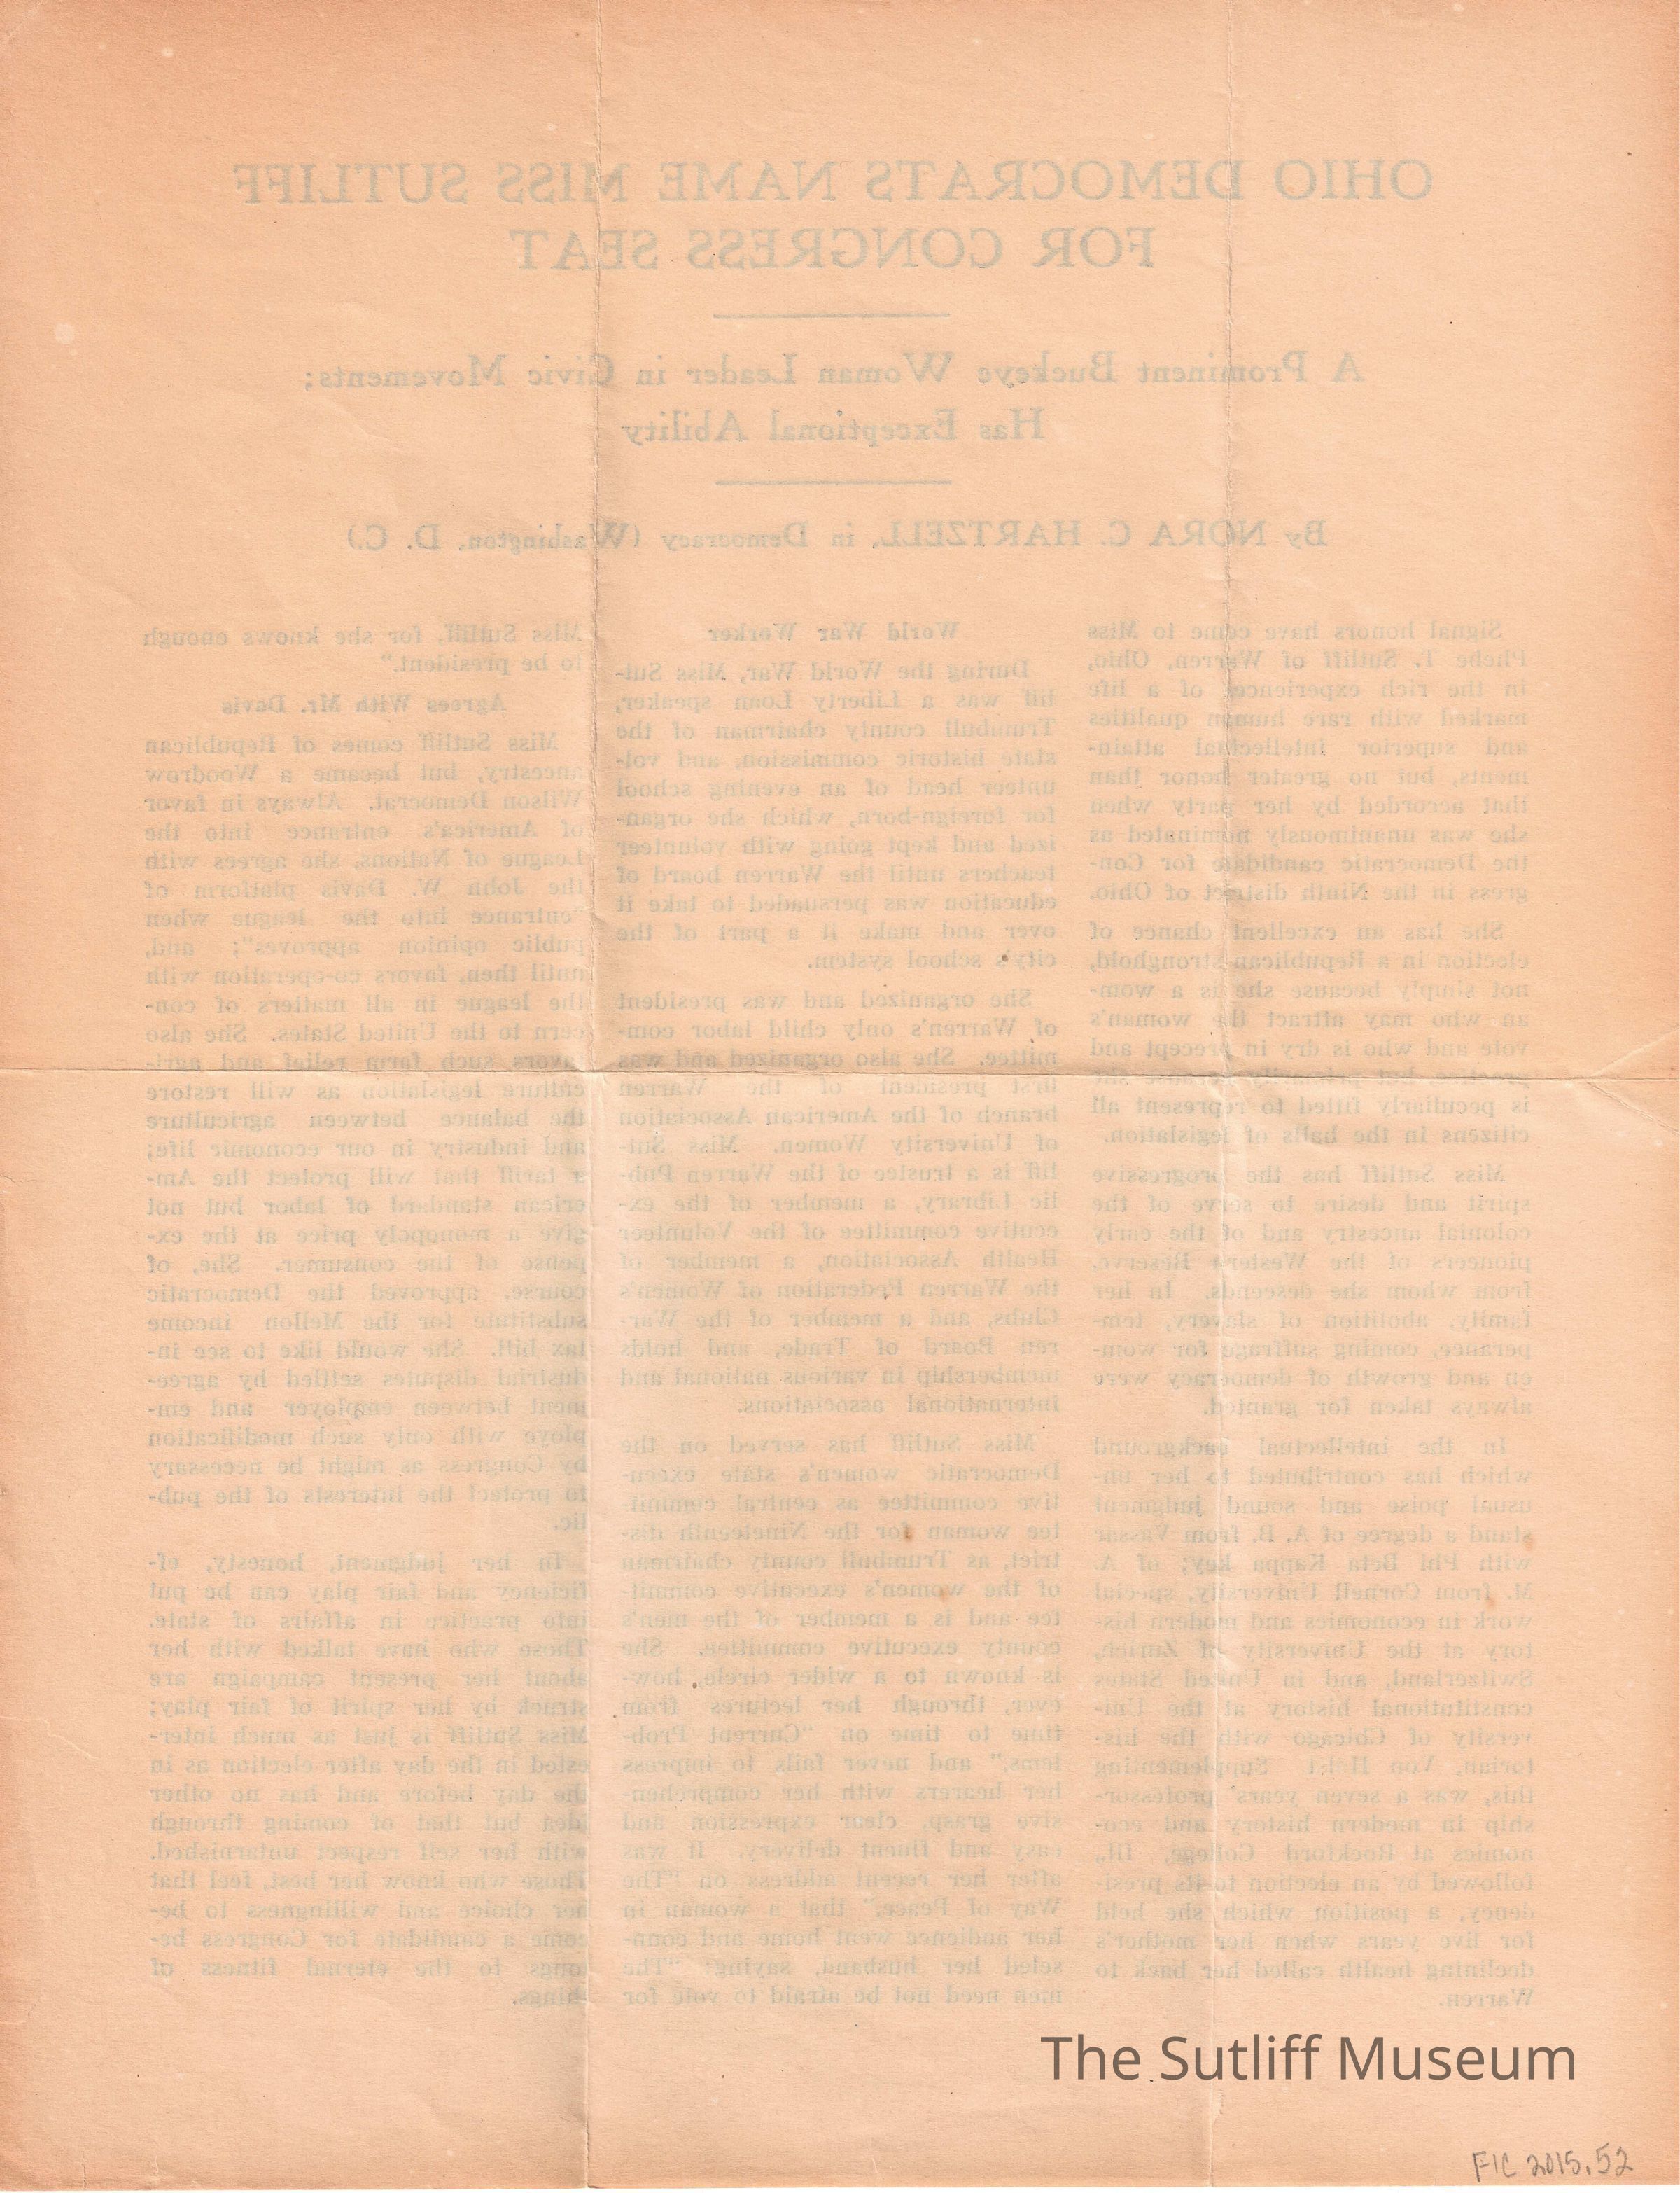 OHIO DEMOCRATS NAME MISS SUTLIFF
FOR CONGRESS SEAT
A Prominent Buckeye Woman Leader in Civic Movements;
Has Exceptional Ability
By NORA C. HARTZELL, in Democracy (Washington, D. C.)
Signal honors have come to Miss
Phebe T. Sutliff of Warren, Ohio,
in the rich experiences of a life
marked with rare human qualities
and superior intellectual attain-
ments, but no greater honor than
that accorded by her party when
she was unanimously nominated as
the Democratic candidate for Con-
gress in the Ninth district of Ohio.
She has an excellent chance of
election in a Republican stronghold,
not simply because she is a wom-
an who may attract the woman's
vote and who is dry in precept and
practice, but primarily because she
is peculiarly fitted to represent all
citizens in the halls of legislation.
Miss Sutliff has the progressive
spirit and desire to serve of the
colonial ancestry and of the early
pioneers of the Western Reserve,
from whom she descends. In her
family, abolition of slavery, tem-
perance, coming suffrage for wom-
en and growth of democracy were
always taken for granted.
In the intellectual background
which has contributed to her un-
usual poise and sound judgment
stand a degree of A. B. from Vassar
with Phi Beta Kappa key; of A.
M. from Cornell University, special
work in economics and modern his-
tory at the University of Zurich,
Switzerland, and in United States
constitutional history at the Uni-
versity of Chicago with the his-
torian, Von Holst. Supplementing
this, was a seven years' professor-
ship in modern history and eco-
nomics at Rockford College, Ill.,
followed by an election to its presi-
dency, a position which she held
for five years when her mother's
declining health called her back to
Warren.
World War Worker
During the World War, Miss Sut-
liff was a Liberty Loan speaker,
Trumbull county chairman of the
state historic commission, and vol-
unteer head of an evening school
for foreign-born, which she organ-
ized and kept going with volunteer
teachers until the Warren board of
education was persuaded to take it
over and make it a part of the
city's school system.
She organized and was president
of Warren's only child labor com-
mittee. She also organized and was
first president of the Warren
branch of the American Association
of University Women. Miss Sut-
liff is a trustee of the Warren Pub-
lic Library, a member of the ex-
ecutive committee of the Volunteer
Health Association, a member of
the Warren Federation of Women's
Clubs, and a member of the War-
ren Board of Trade, and holds
membership in various national and
international associations.
Miss Sutliff has served on the
Democratic women's state execu-
tive committee as central commit-
tee woman for the Nineteenth dis-
trict, as Trumbull county chairman
of the women's executive commit-
tee and is a member of the men's
county executive committee. She
is known to a wider circle, how-
ever, through her lectures from
time to time on "Current Prob-
lems," and never fails to impress
her hearers with her comprehen-
sive grasp, clear expression and
easy and fluent delivery. It was
after her recent address on "The
Way of Peace," that a woman in
her audience went home and coun-
seled her husband, saying: "The
men need not be afraid to vote for
Miss Sutliff, for she knows enough
to be president."
Agrees With Mr. Davis
Miss Sutliff comes of Republican
ancestry, but became a Woodrow
Wilson Democrat. Always in favor
of America's entrance into the
League of Nations, she agrees with
the John W. Davis platform of
"entrance into the league when
public opinion approves"; and,
until then, favors co-operation with
the league in all matters of con-
cern to the United States. She also
favors such farm relief and agri-
culture legislation as will restore
the balance between agriculture
and industry in our economic life;
a tariff that will protect the Am-
erican standard of labor but not
give a monopoly price at the ex-
pense of the consumer. She, of
course, approved the Democratic
substitute for the Mellon income
tax bill. She would like to see in-
dustrial disputes settled by agree-
ment between employer and em-
ploye with only such modification
by Congress as might be necessary
to protect the interests of the pub-
lic.
In her judgment, honesty, ef-
ficiency and fair play can be put
into practice in affairs of state.
Those who have talked with her
about her present campaign are
struck by her spirit of fair play;
Miss Sutliff is just as much inter-
ested in the day after election as in
the day before and has no other
idea but that of coming through
with her self respect untarnished.
Those who know her best, feel that
her choice and willingness to be-
come a candidate for Congress be-
longs to the eternal fitness of
things.
The Sutliff Museum
FIC 2015.52